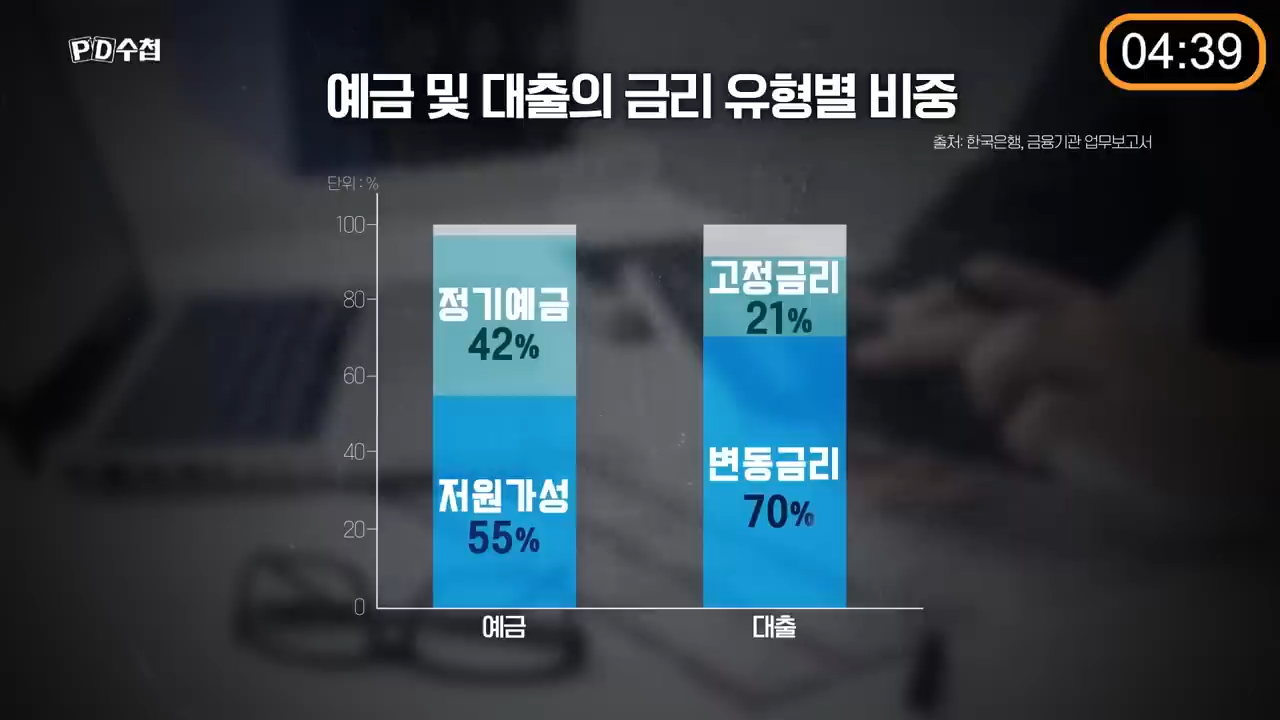 PD수첩
04:39
예금 및 대출의 금리 유형별 비중
출처: 한국은행, 금융기관 업무보고서
단위 : %
100
80
60
40
20
0
정기예금
42%
저원가성
55%
고정금리
21%
변동금리
70%
예금
대출